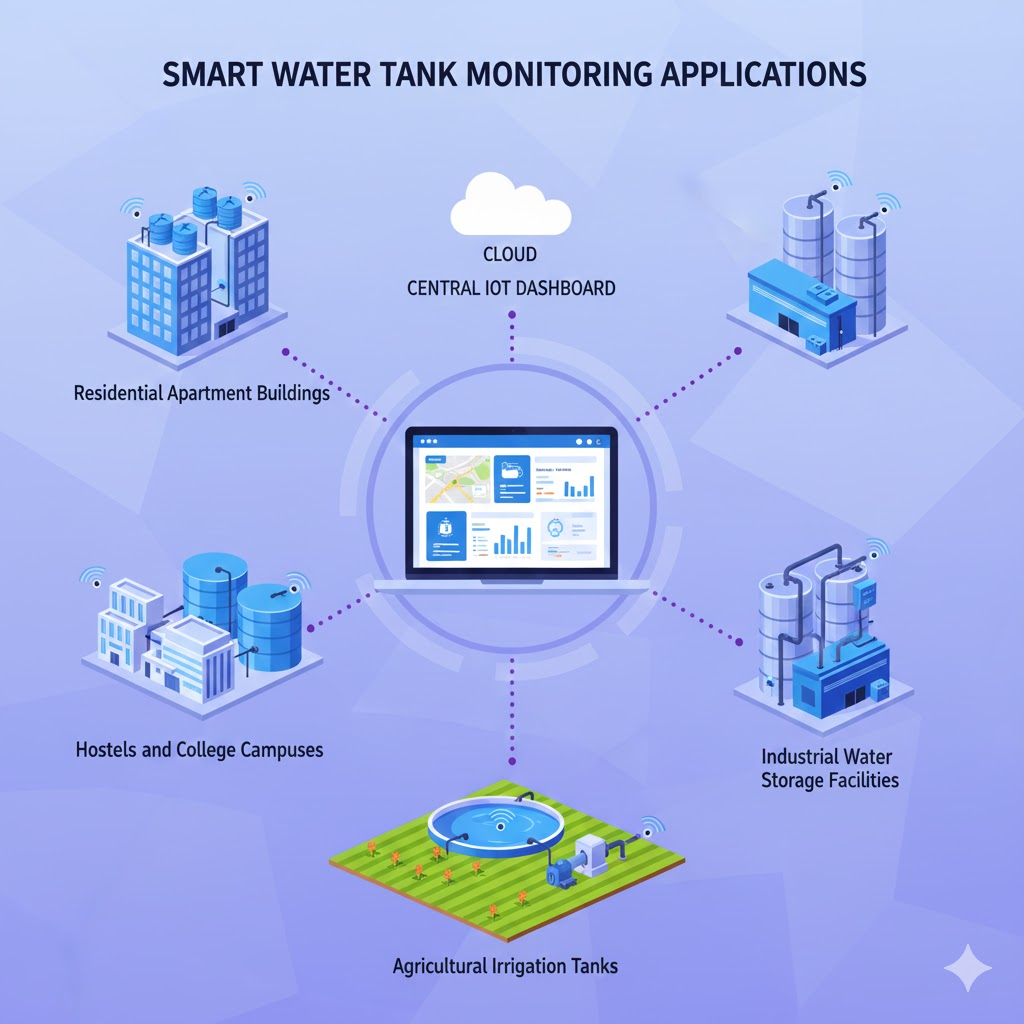 SMART WATER TANK MONITORING APPLICATIONS
CLOUD
CENTRAL IOT DASHBOARD
Residential Apartment Buildings
Hostels and College Campuses
Industrial Water
Storage Facilities
Agricultural Irrigation Tanks